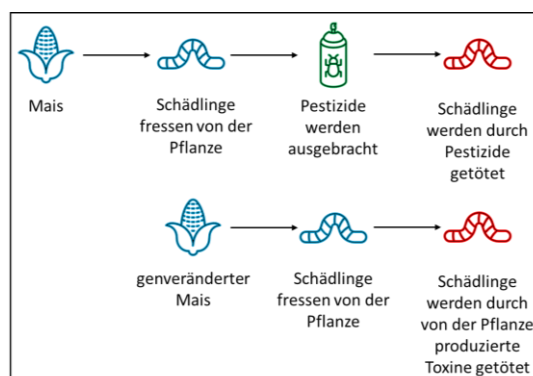 Mais
Schädlinge
fressen von der
Pflanze
Pestizide
werden
ausgebracht
Schädlinge
werden durch
Pestizide
getötet
genveränderter
Mais
Schädlinge
fressen von der
Pflanze
Schädlinge
werden durch
von der Pflanze
produzierte
Toxine getötet